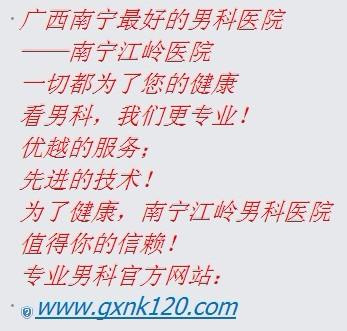 广西南宁最好的男科医院
——南宁江岭医院
一切都为了您的健康
看男科，我们更专业！
优越的服务；
先进的技术！
为了健康，南宁江岭男科医院
值得你的信赖！
专业男科官方网站：
www.gxnk120.com